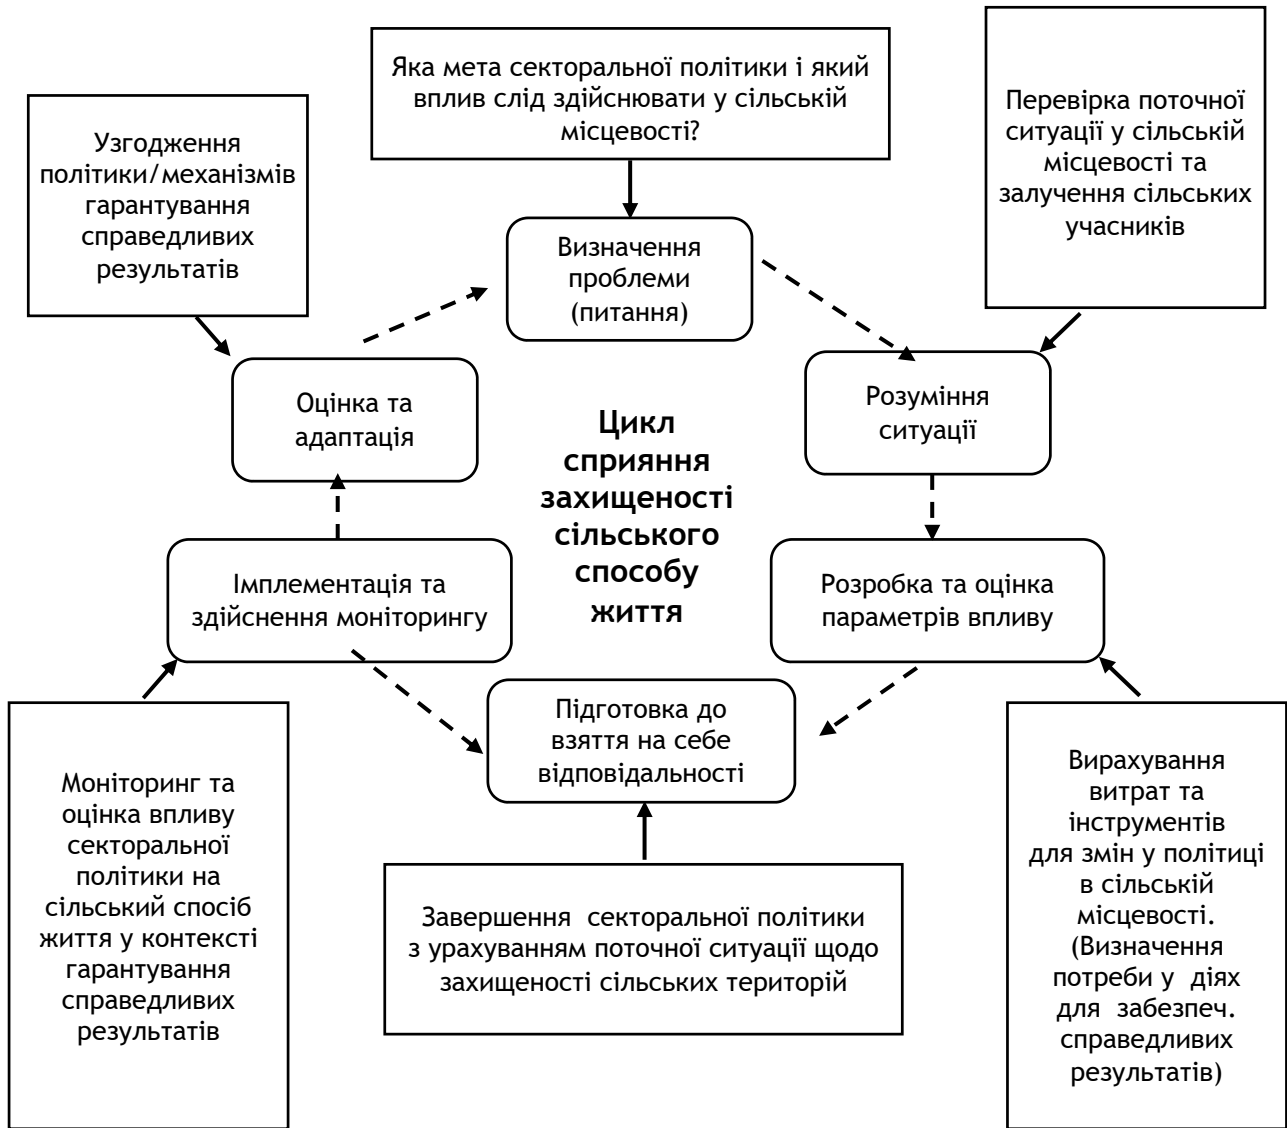 Яка мета секторальної політики і який
вплив слід здійснювати у сільській
місцевості?
Узгодження
політики/механізмів
гарантування
справедливих
результатів
Перевірка поточної
ситуації у сільській
місцевості та
залучення сільських
учасників
Визначення
проблеми
(питання)
Оцінка та
адаптація
Розуміння
ситуації
Цикл
сприяння
захищеності
сільського
способу
життя
Імплементація та
здійснення моніторингу
Розробка та оцінка
параметрів впливу
Підготовка до
взяття на себе
відповідальності
Моніторинг та
оцінка впливу
секторальної
політики на
сільський спосіб
життя у контексті
гарантування
справедливих
результатів
Завершення секторальної політики
з урахуванням поточної ситуації щодо
захищеності сільських територій
Вирахування
витрат та
інструментів
для змін у політиці
в сільській
місцевості.
(Визначення
потреби у діях
для забезпеч.
справедливих
результатів)